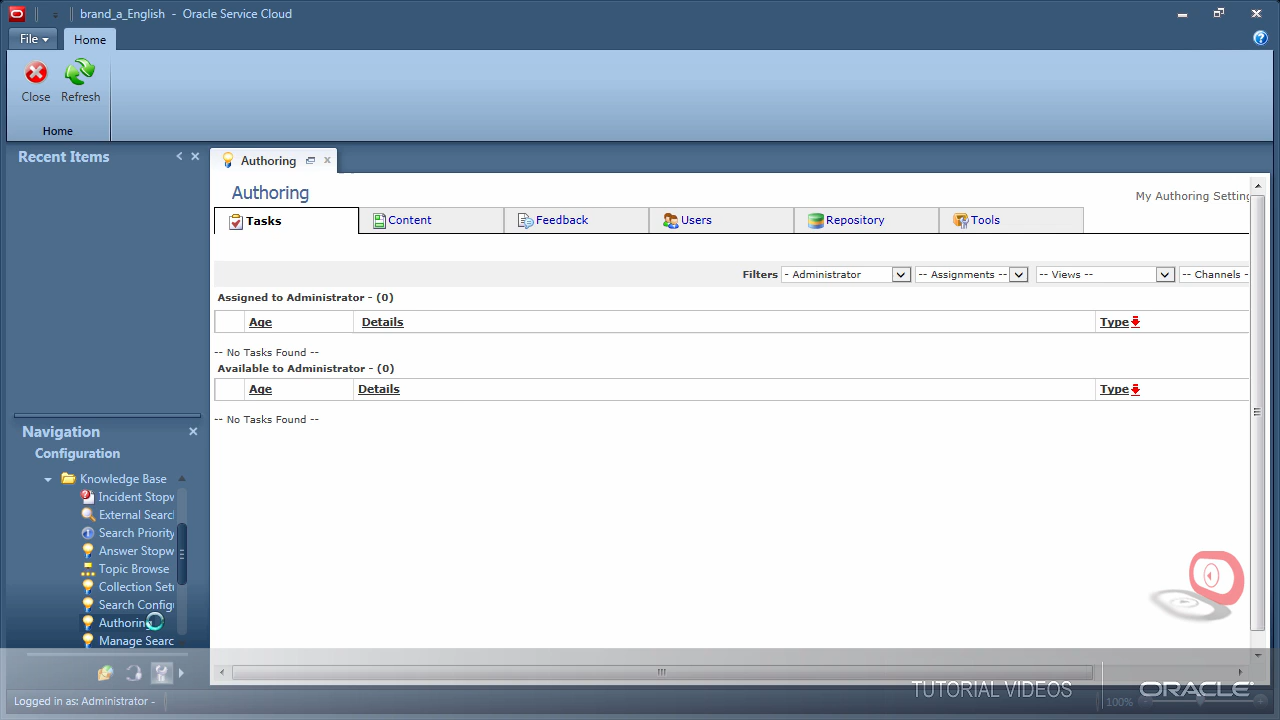 brand_a_English - Oracle Service Cloud
File
Home
Close
Refresh
Home
Recent Items
Authoring
Authoring
My Authoring Setting
Tasks
Content
Feedback
Users
Repository
Tools
Filters
- Administrator
-- Assignments --
-- Views --
-- Channels -
Assigned to Administrator - (0)
Age
Details
Type
-- No Tasks Found --
Available to Administrator - (0)
Age
Details
Type
-- No Tasks Found --
Navigation
Configuration
Knowledge Base
Incident Stopw
External Searc
Search Priority
Answer Stopw
Topic Browse
Collection Set
Search Config
Authoring
Manage Searc
Logged in as: Administrator -
TUTORIAL VIDEOS
ORACLE
100%